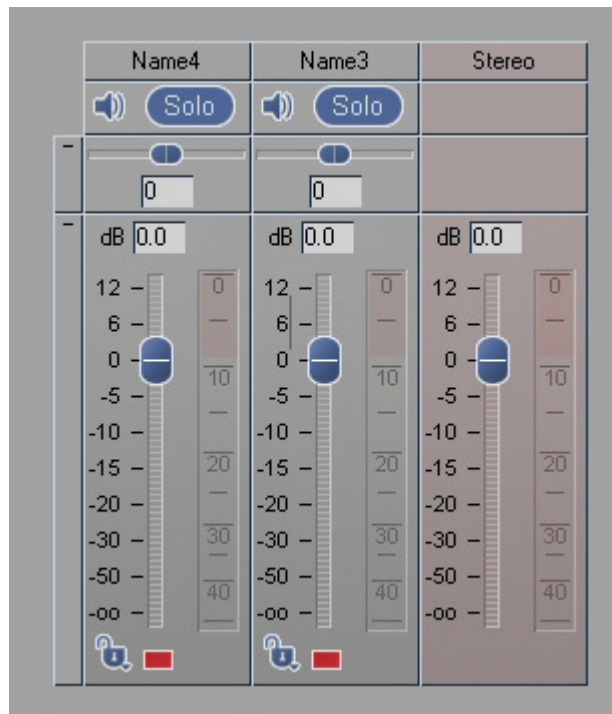 Name4 Name3 Stereo
Solo Solo
- 0 0
- dB 0.0 dB 0.0 dB 0.0
12 0 12 0 12 0
6 6 6
0 10 0 10 0 10
-5 -5 -5
-10 -10 -10
-15 20 -15 20 -15 20
-20 -20 -20
-30 30 -30 30 -30 30
-50 40 -50 40 -50 40
-oo -oo -oo